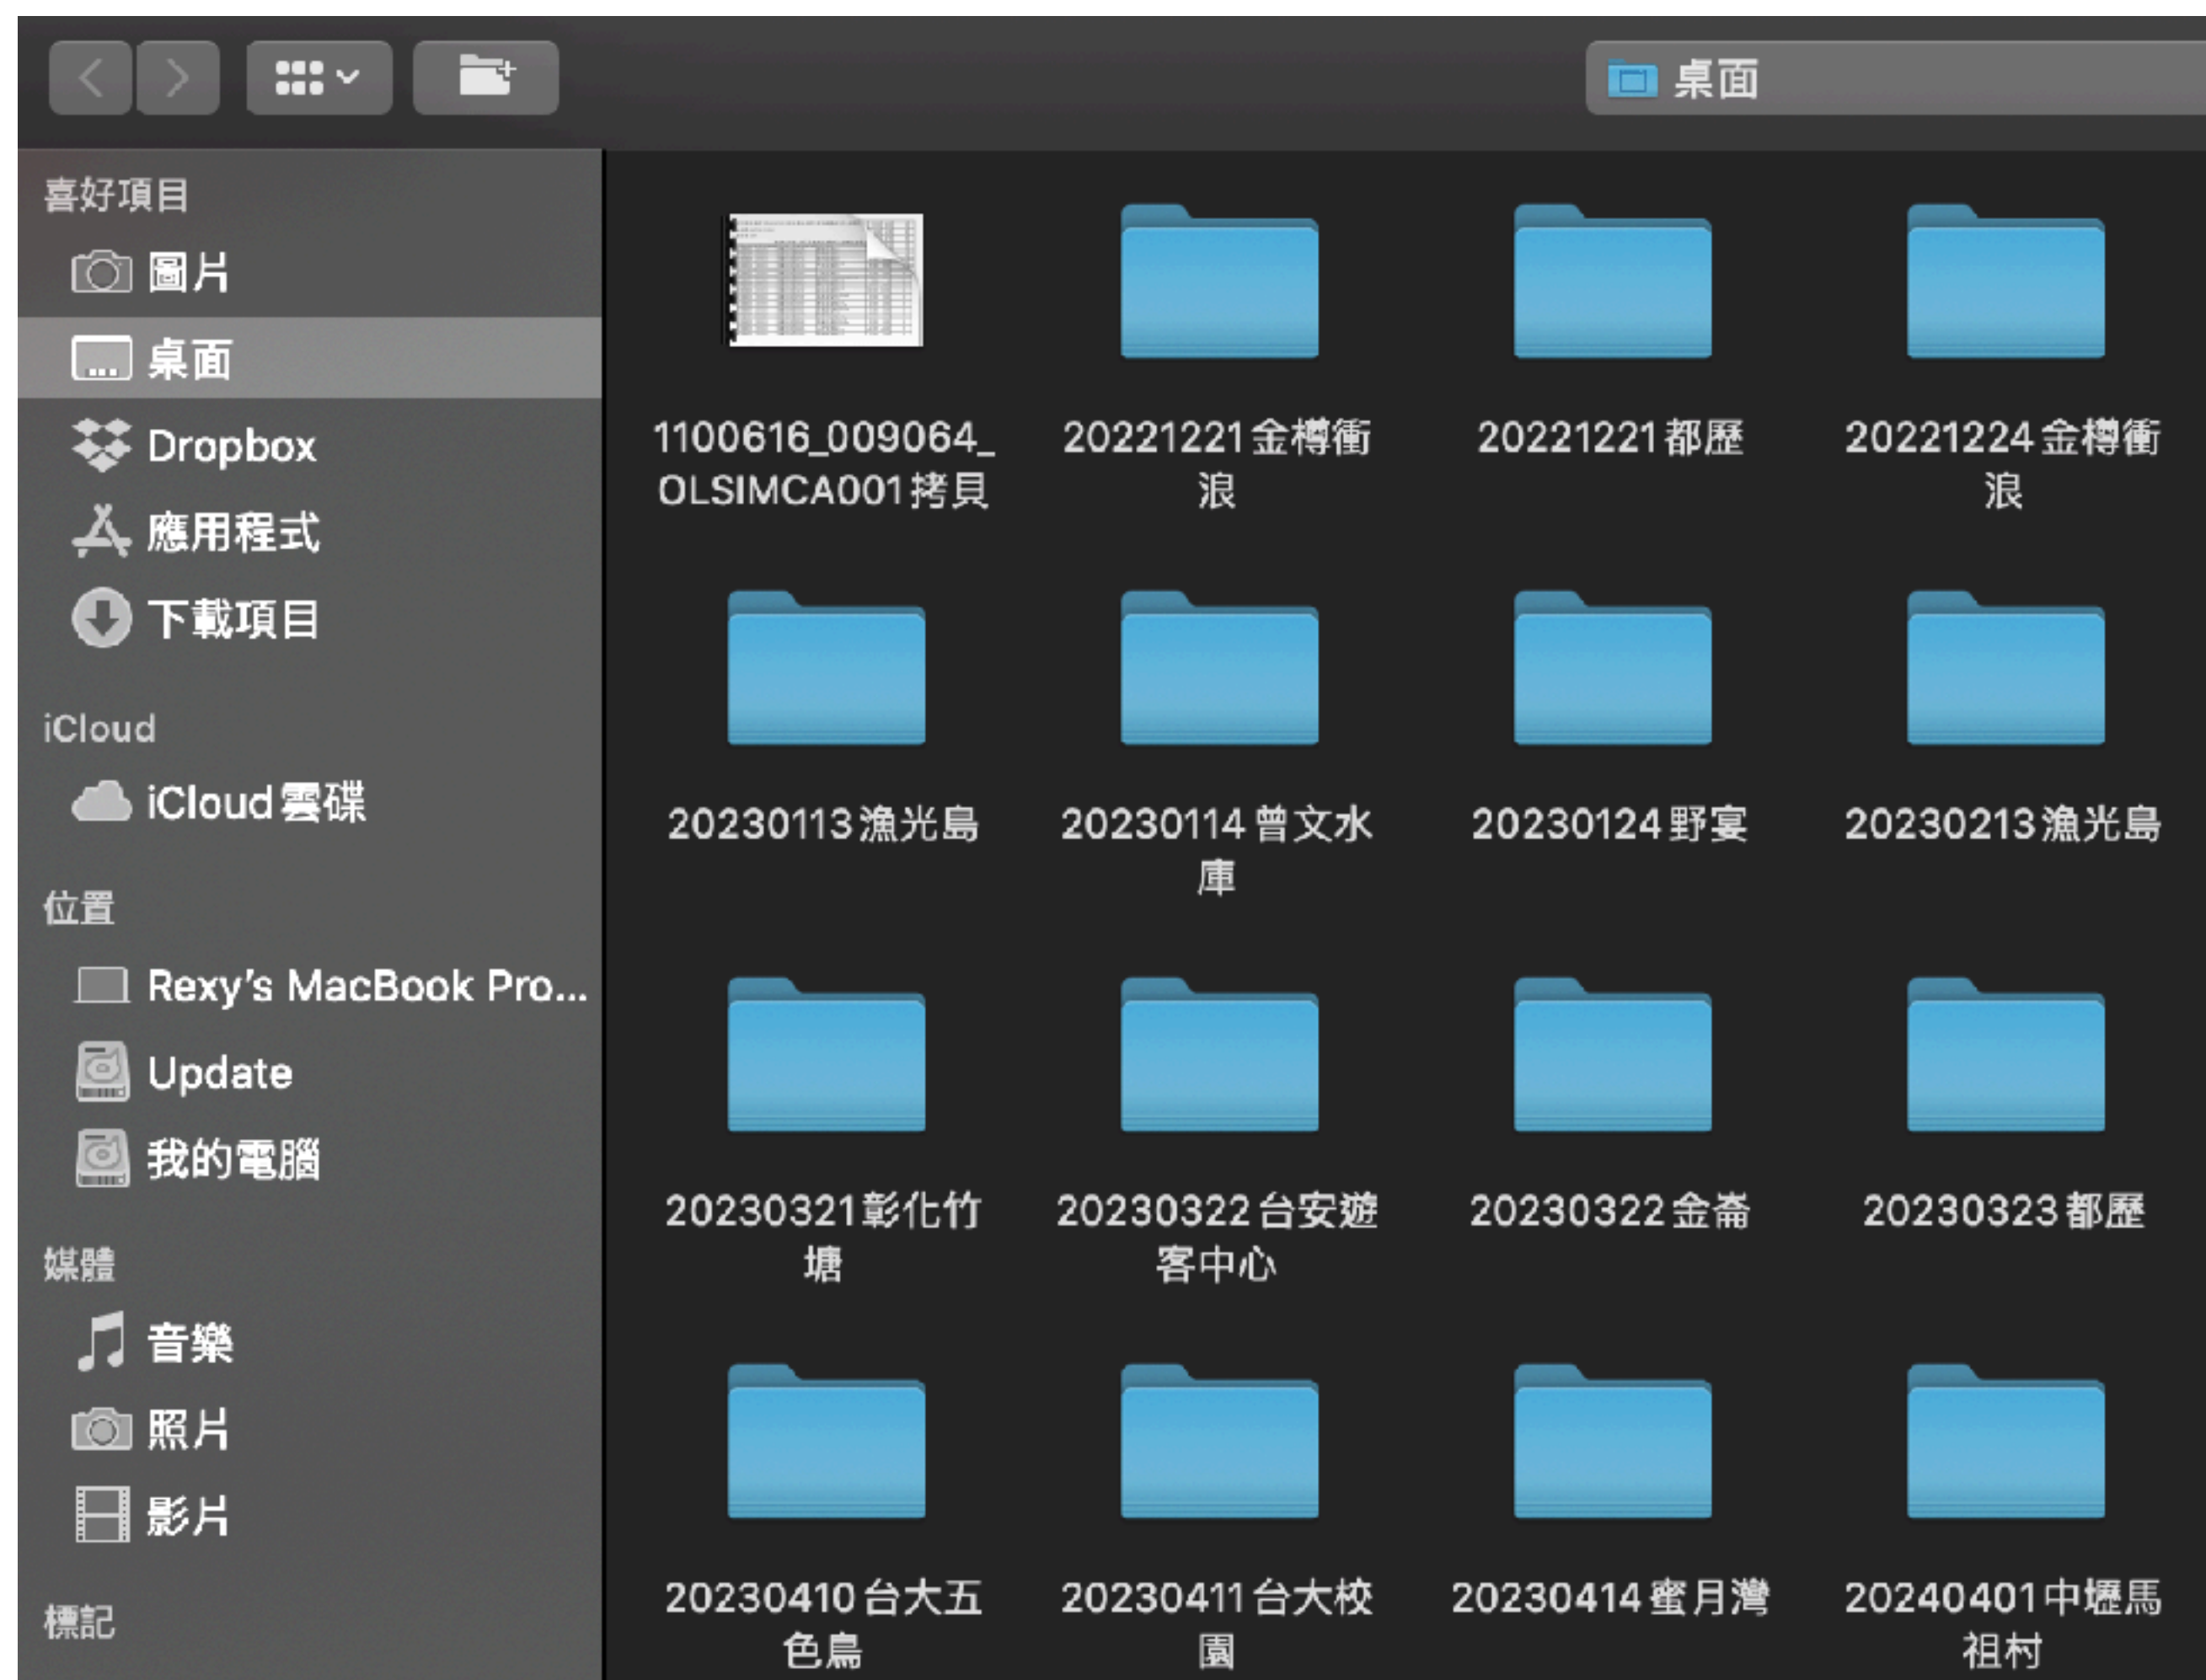 桌面
喜好項目
圖片
桌面
Dropbox
應用程式
下載項目
iCloud
iCloud雲碟
位置
Rexy's MacBook Pro...
Update
我的電腦
媒體
音樂
照片
影片
標記
1100616_009064_
OLSIMCA001拷貝
20221221金樽衝
浪
20221221都歷
20221224金樽衝
浪
20230113漁光島
20230114曾文水
庫
20230124野宴
20230213漁光島
20230321彰化竹
塘
20230322台安遊
客中心
20230322金崙
20230323都歷
20230410台大五
色鳥
20230411台大校
園
20230414蜜月灣
20240401中壢馬
祖村